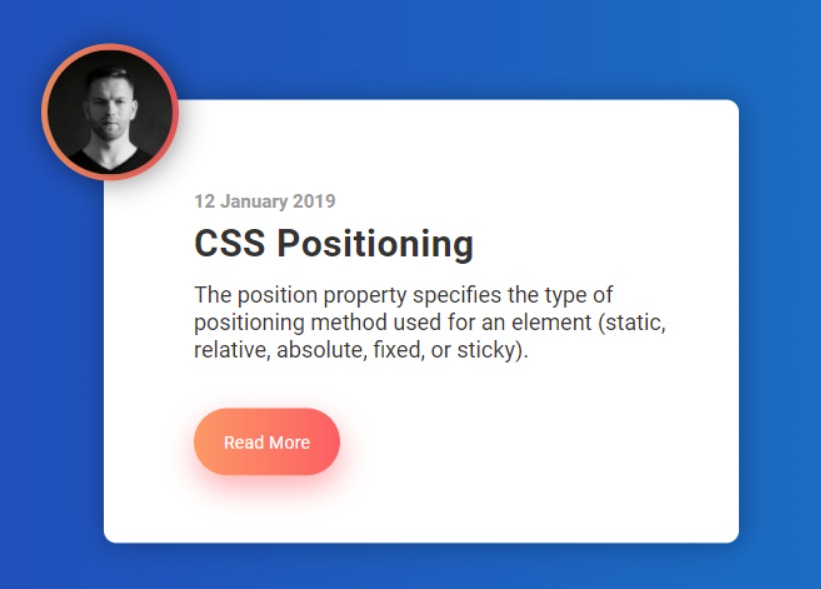 12 January 2019
CSS Positioning
The position property specifies the type of
positioning method used for an element (static,
relative, absolute, fixed, or sticky).
Read More